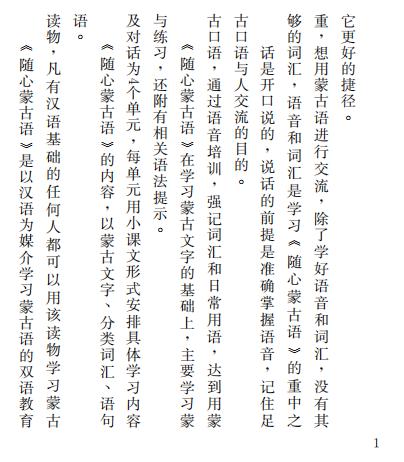 《随心蒙古语》是以汉语为媒介学习蒙古语的双语教育
读物，凡有汉语基础的任何人都可以用该读物学习蒙古
语。
《随心蒙古语》的内容，以蒙古文字、分类词汇、语句
及对话为4个单元，每单元用小课文形式安排具体学习内容
与练习，还附有相关语法提示。
《随心蒙古语》在学习蒙古文字的基础上，主要学习蒙
古口语，通过语音培训，强记词汇和日常用语，达到用蒙
古口语与人交流的目的。
话是开口说的，说话的前提是准确掌握语音，记住足
够的词汇，语音和词汇是学习《随心蒙古语》的重中之
重，想用蒙古语进行交流，除了学好语音和词汇，没有其
它更好的捷径。
1